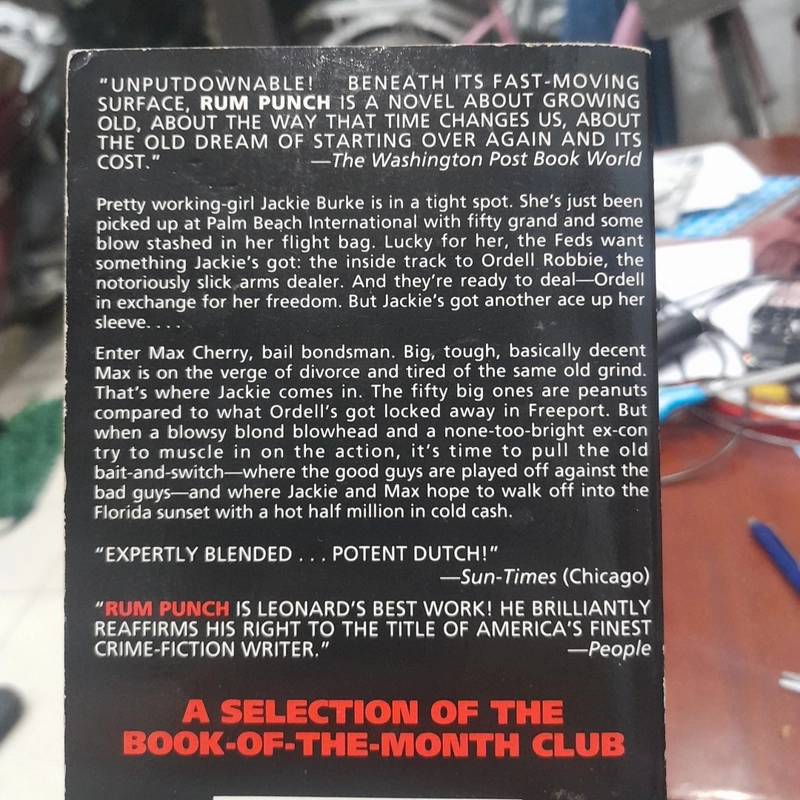 "UNPUTDOWNABLE! BENEATH ITS FAST-MOVING
SURFACE, RUM PUNCH IS A NOVEL ABOUT GROWING
OLD, ABOUT THE WAY THAT TIME CHANGES US, ABOUT
THE OLD DREAM OF STARTING OVER AGAIN AND ITS
COST." —The Washington Post Book World
Pretty working-girl Jackie Burke is in a tight spot. She's just been
picked up at Palm Beach International with fifty grand and some
blow stashed in her flight bag. Lucky for her, the Feds want
something Jackie's got: the inside track to Ordell Robbie, the
notoriously slick arms dealer. And they're ready to deal—Ordell
in exchange for her freedom. But Jackie's got another ace up her
sleeve. . . .
Enter Max Cherry, bail bondsman. Big, tough, basically decent
Max is on the verge of divorce and tired of the same old grind.
That's where Jackie comes in. The fifty big ones are peanuts
compared to what Ordell's got locked away in Freeport. But
when a blowsy blond blowhead and a none-too-bright ex-con
try to muscle in on the action, it's time to pull the old
bait-and-switch—where the good guys are played off against the
bad guys—and where Jackie and Max hope to walk off into the
Florida sunset with a hot half million in cold cash.
"EXPERTLY BLENDED . . . POTENT DUTCH!"
—Sun-Times (Chicago)
"RUM PUNCH IS LEONARD'S BEST WORK! HE BRILLIANTLY
REAFFIRMS HIS RIGHT TO THE TITLE OF AMERICA'S FINEST
CRIME-FICTION WRITER." —People
A SELECTION OF THE
BOOK-OF-THE-MONTH CLUB